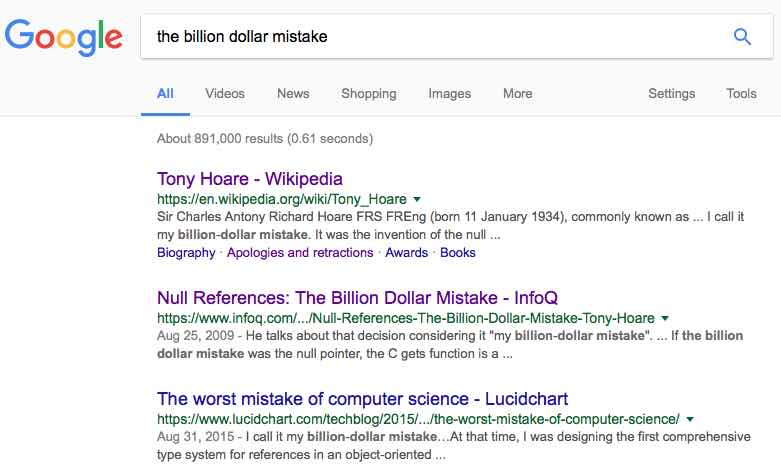 Google
the billion dollar mistake
All Videos News Shopping Images More Settings Tools
About 891,000 results (0.61 seconds)
Tony Hoare - Wikipedia
https://en.wikipedia.org/wiki/Tony_Hoare
Sir Charles Antony Richard Hoare FRS FREng (born 11 January 1934), commonly known as ... I call it
my billion-dollar mistake. It was the invention of the null ...
Biography · Apologies and retractions · Awards · Books
Null References: The Billion Dollar Mistake - InfoQ
https://www.infoq.com/.../Null-References-The-Billion-Dollar-Mistake-Tony-Hoare
Aug 25, 2009 - He talks about that decision considering it "my billion-dollar mistake". ... If the billion
dollar mistake was the null pointer, the C gets function is a ...
The worst mistake of computer science - Lucidchart
https://www.lucidchart.com/techblog/2015/.../the-worst-mistake-of-computer-science/
Aug 31, 2015 - I call it my billion-dollar mistake…At that time, I was designing the first comprehensive
type system for references in an object-oriented ...